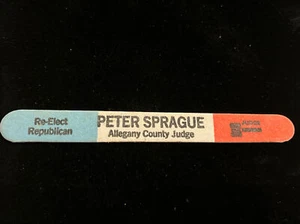 Re-Elect
Republican
PETER SPRAGUE
Allegany County Judge